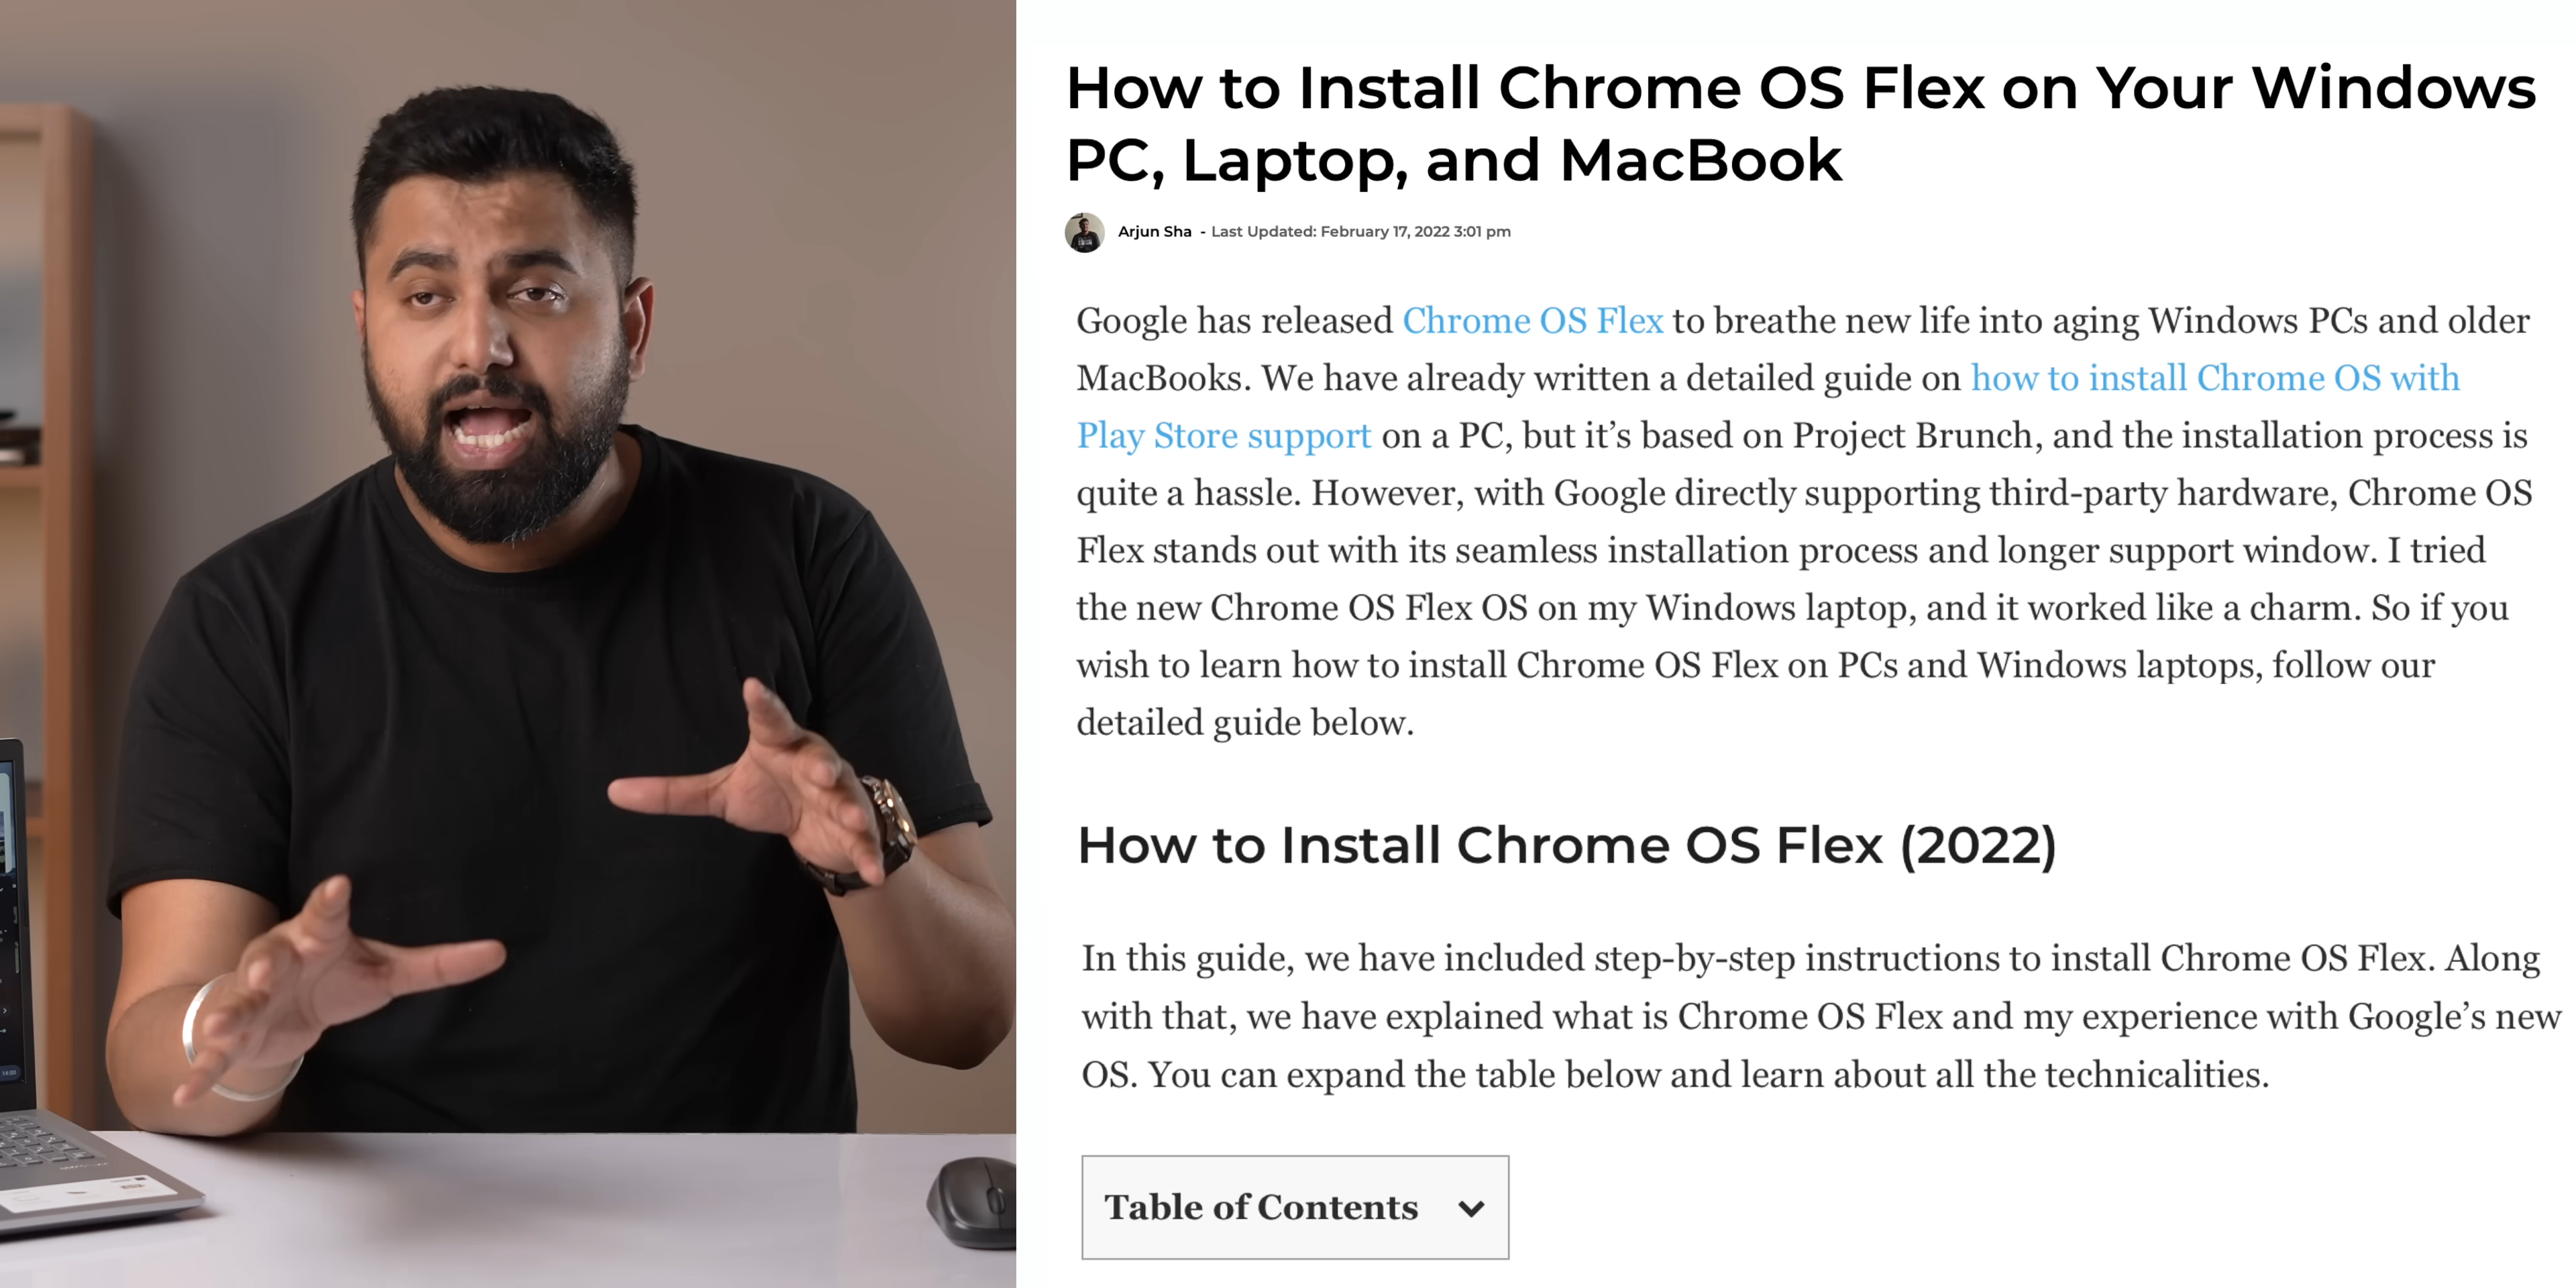 How to Install Chrome OS Flex on Your Windows
PC, Laptop, and MacBook
Arjun Sha - Last Updated: February 17, 2022 3:01 pm
Google has released Chrome OS Flex to breathe new life into aging Windows PCs and older
MacBooks. We have already written a detailed guide on how to install Chrome OS with
Play Store support on a PC, but it’s based on Project Brunch, and the installation process is
quite a hassle. However, with Google directly supporting third-party hardware, Chrome OS
Flex stands out with its seamless installation process and longer support window. I tried
the new Chrome OS Flex OS on my Windows laptop, and it worked like a charm. So if you
wish to learn how to install Chrome OS Flex on PCs and Windows laptops, follow our
detailed guide below.
How to Install Chrome OS Flex (2022)
In this guide, we have included step-by-step instructions to install Chrome OS Flex. Along
with that, we have explained what is Chrome OS Flex and my experience with Google’s new
OS. You can expand the table below and learn about all the technicalities.
Table of Contents